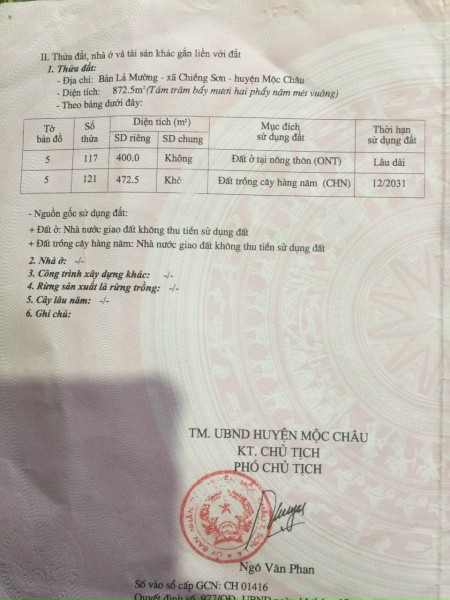 II. Thửa đất, nhà ở và tài sản khác gắn liền với đất
1. Thửa đất:
- Địa chỉ: Bản Lả Mường - xã Chiềng Sơn - huyện Mộc Châu
- Diện tích: 872.5m² (Tám trăm bẩy mươi hai phẩy năm mét vuông)
- Theo bảng dưới đây:
Tờ bản đồ Số thửa Diện tích (m²) Mục đích sử dụng đất Thời hạn sử dụng đất
SD riêng SD chung
5 117 400.0 Không Đất ở tại nông thôn (ONT) Lâu dài
5 121 472.5 Khô Đất trồng cây hàng năm (CHN) 12/2031
- Nguồn gốc sử dụng đất:
+ Đất ở: Nhà nước giao đất không thu tiền sử dụng đất
+ Đất trồng cây hàng năm: Nhà nước giao đất không thu tiền sử dụng đất
2. Nhà ở: -/-
3. Công trình xây dựng khác: -/-
4. Rừng sản xuất là rừng trồng: -/-
5. Cây lâu năm: -/-
6. Ghi chú:
TM. UBND HUYỆN MỘC CHÂU
KT. CHỦ TỊCH
PHÓ CHỦ TỊCH
Ngô Văn Phan
Số vào sổ cấp GCN: CH 01416
Quyết định số 977/QĐ-UBND